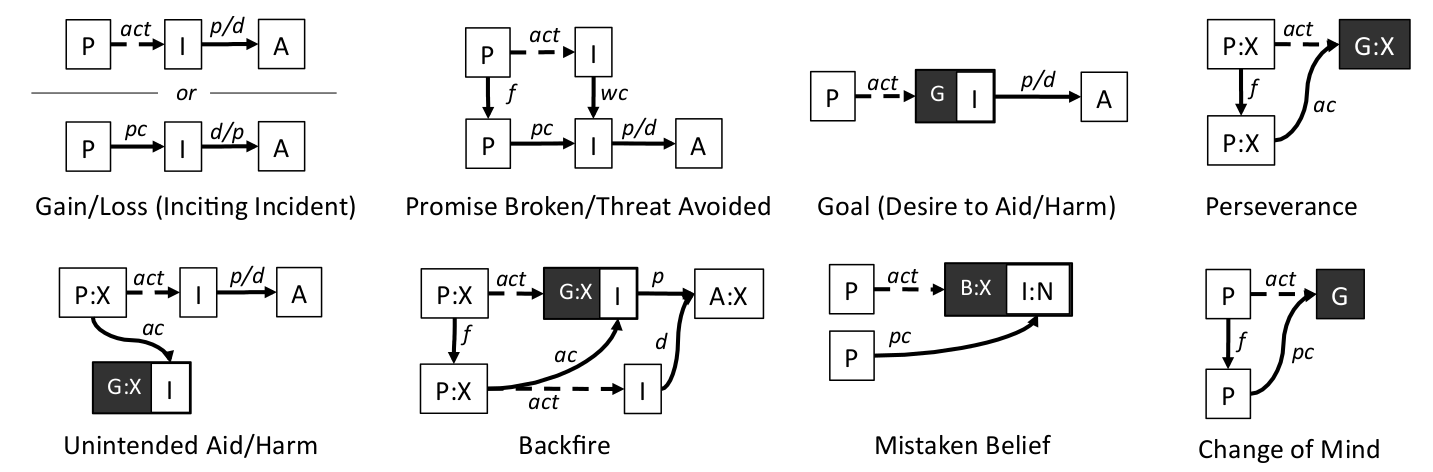 P act I p/d A
or
P pc I d/p A
Gain/Loss (Inciting Incident)
P act I
f wc
P pc I p/d A
Promise Broken/Threat Avoided
P act G I p/d A
Goal (Desire to Aid/Harm)
P:X act G:X
f ac
P:X
Perseverance
P:X act I p/d A
ac
G:X I
Unintended Aid/Harm
P:X act G:X I p A:X
f ac d
P:X act I
Backfire
P act B:X I:N
P pc
Mistaken Belief
P act G
f pc
P
Change of Mind